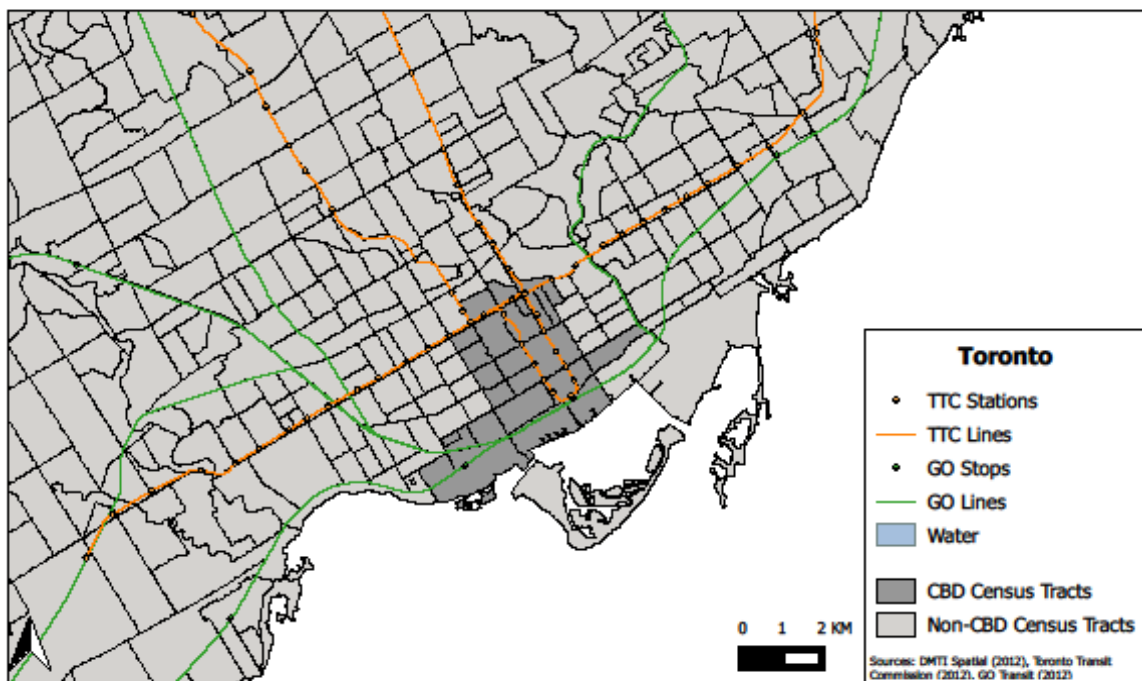 Toronto
TTC Stations
TTC Lines
GO Stops
GO Lines
Water
CBD Census Tracts
Non-CBD Census Tracts
0 1 2 KM
Sources: DMTI Spatial (2012), Toronto Transit
Commission (2012), GO Transit (2012)